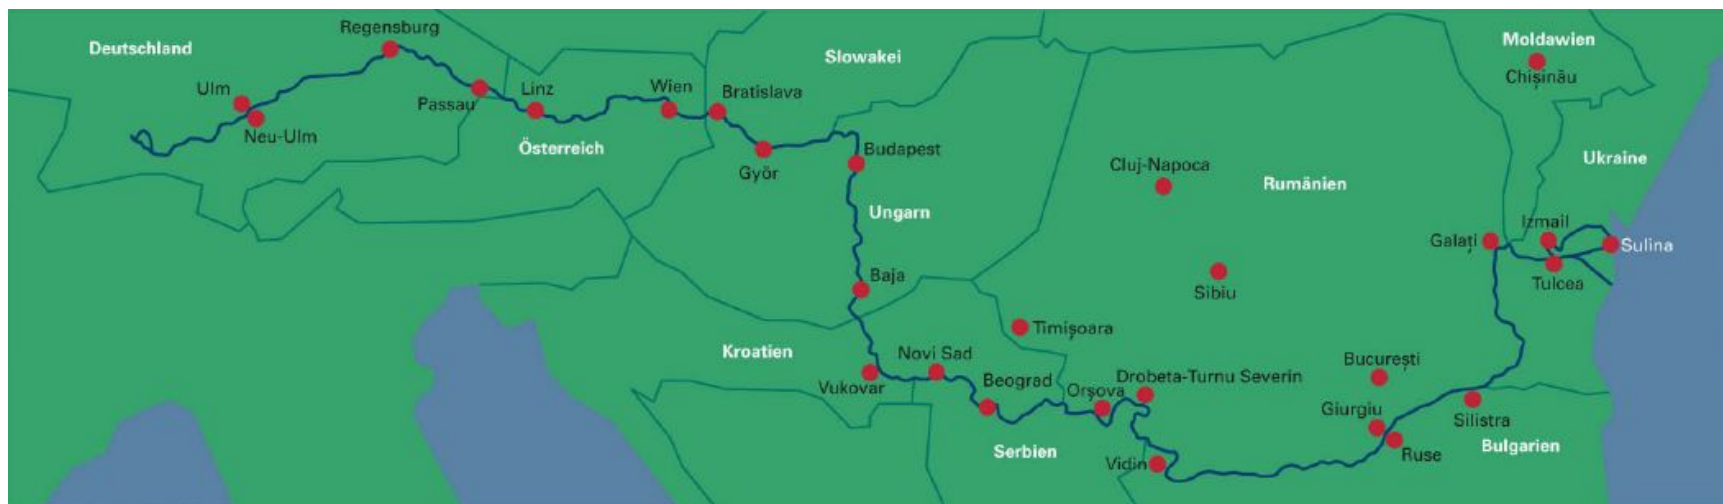 Deutschland
Regensburg
Ulm
Neu-Ulm
Passau
Linz
Österreich
Wien
Bratislava
Slowakei
Györ
Budapest
Ungarn
Baja
Kroatien
Vukovar
Novi Sad
Beograd
Serbien
Timișoara
Orșova
Drobeta-Turnu Severin
Vidin
Cluj-Napoca
Sibiu
Rumänien
București
Giurgiu
Ruse
Silistra
Bulgarien
Galați
Izmail
Tulcea
Sulina
Ukraine
Moldawien
Chișinău